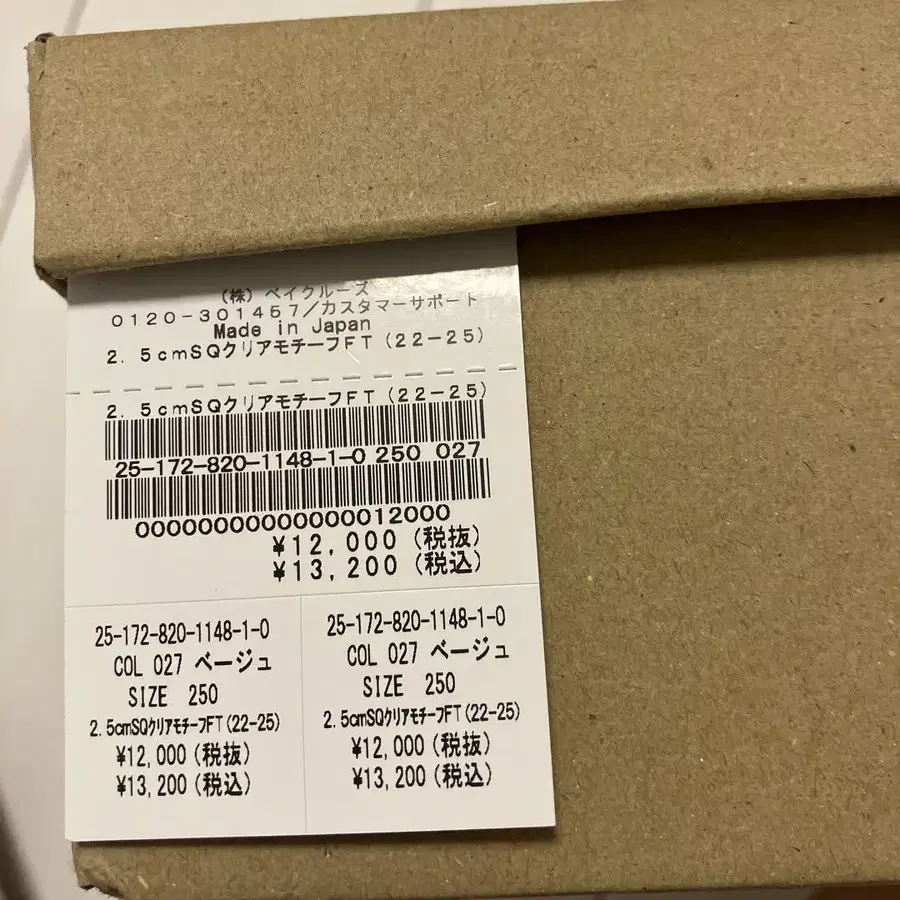 （株）ベイクルーズ
０１２０－３０１４５７／カスタマーサポート
Made in Japan
２．５ｃｍＳＱクリアモチーフＦＴ（２２－２５）
２．５ｃｍＳＱクリアモチーフＦＴ（２２－２５）
25-172-820-1148-1-0 250 027
00000000000000012000
¥12,000（税抜）
¥13,200（税込）
25-172-820-1148-1-0
COL 027 ベージュ
SIZE 250
2.5cmSQｸﾘｱﾓﾁｰﾌFT(22-25)
¥12,000(税抜)
¥13,200(税込)
25-172-820-1148-1-0
COL 027 ベージュ
SIZE 250
2.5cmSQｸﾘｱﾓﾁｰﾌFT(22-25)
¥12,000(税抜)
¥13,200(税込)